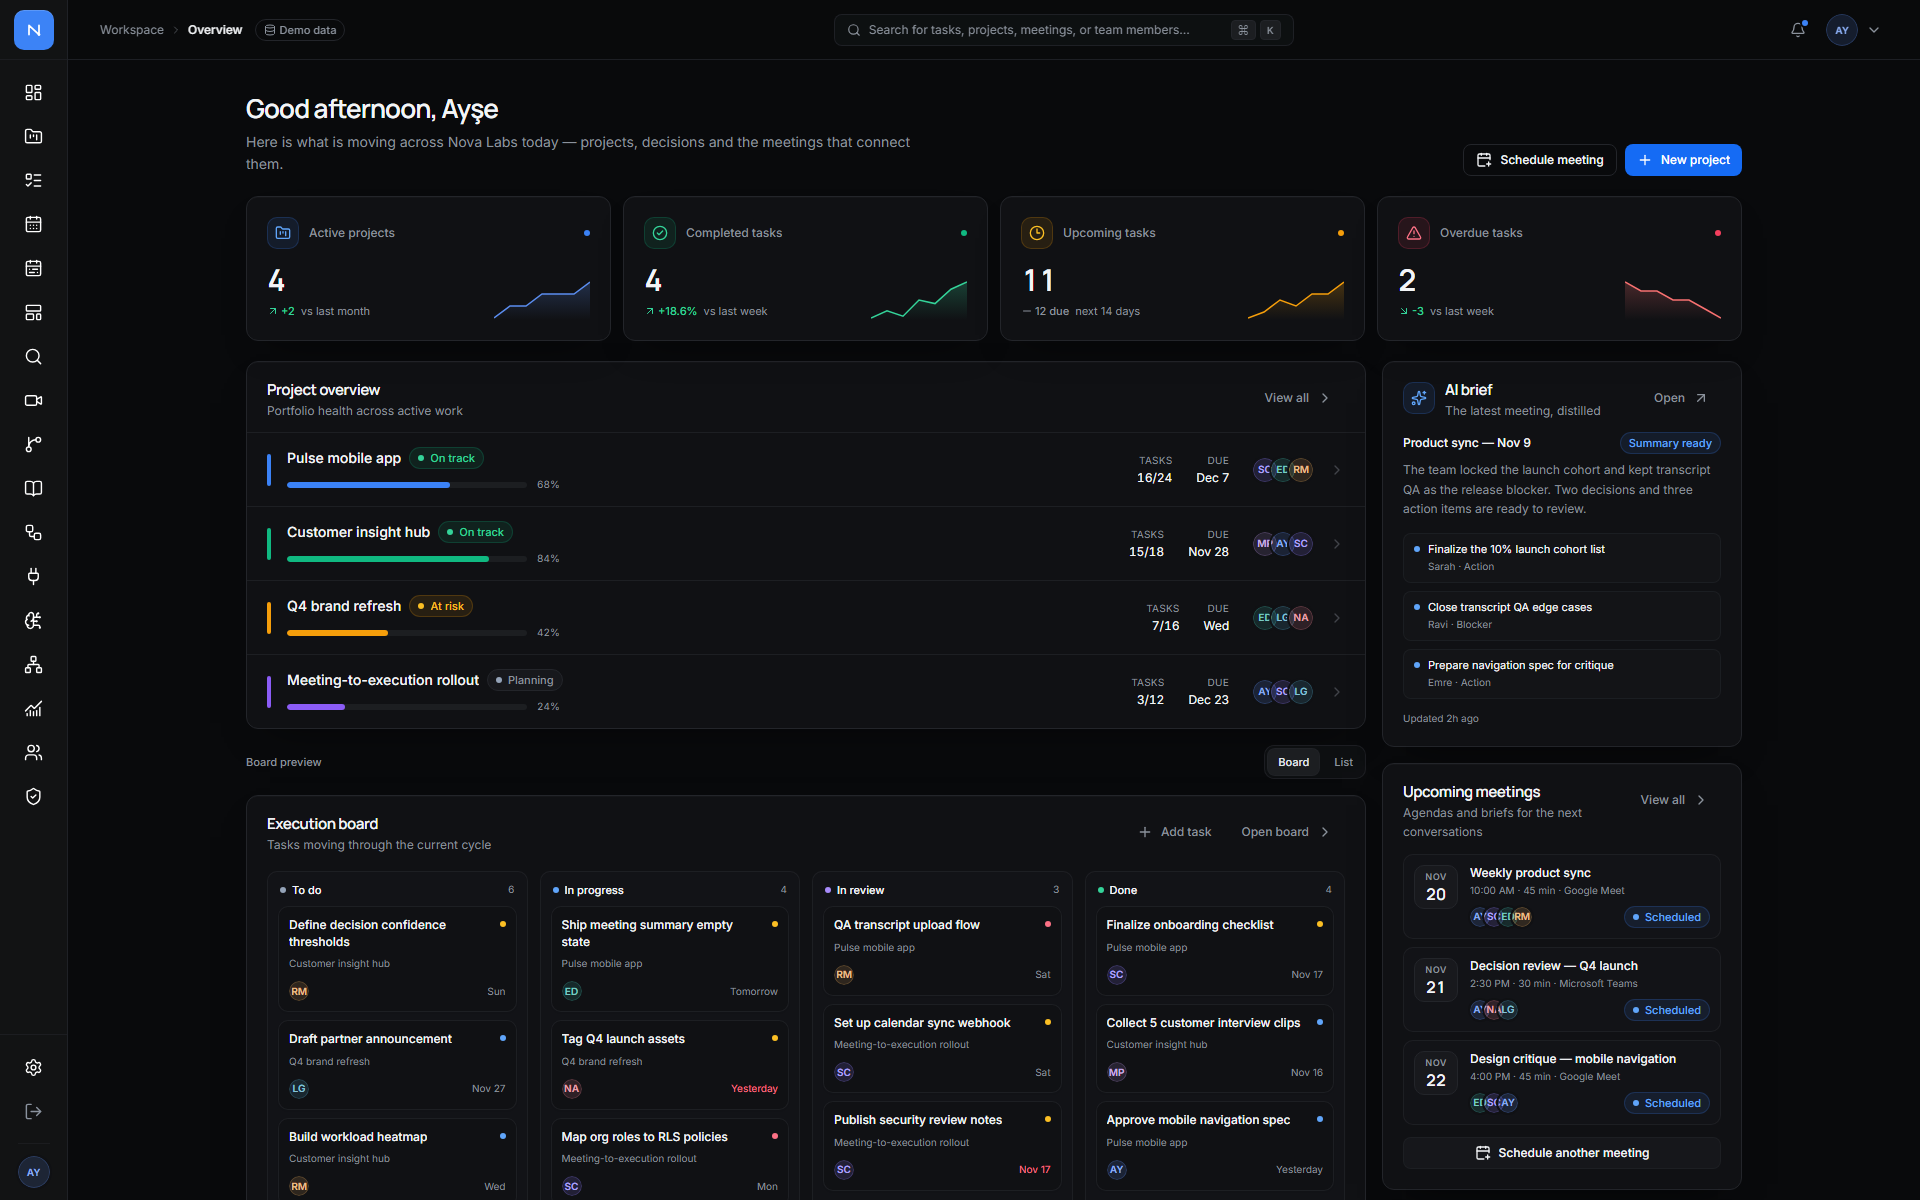 N
Workspace
Overview
Demo data
Search for tasks, projects, meetings, or team members...
⌘ K
AY
Good afternoon, Ayşe
Here is what is moving across Nova Labs today — projects, decisions and the meetings that connect
them.
Schedule meeting
New project
Active projects
4
+2 vs last month
Completed tasks
4
+18.6% vs last week
Upcoming tasks
11
12 due next 14 days
Overdue tasks
2
-3 vs last week
Project overview
Portfolio health across active work
View all
Pulse mobile app
On track
68%
TASKS
16/24
DUE
Dec 7
SC
RM
Customer insight hub
On track
84%
TASKS
15/18
DUE
Nov 28
AY SC
Q4 brand refresh
At risk
42%
TASKS
7/16
DUE
Wed
NA
Meeting-to-execution rollout
Planning
24%
TASKS
3/12
DUE
Dec 23
AY SC LG
Board preview
Board
List
Execution board
Tasks moving through the current cycle
Add task
Open board
To do
6
Define decision confidence
thresholds
Customer insight hub
RM
Sun
Draft partner announcement
Q4 brand refresh
LG
Nov 27
Build workload heatmap
Customer insight hub
RM
Wed
In progress
4
Ship meeting summary empty
state
Pulse mobile app
ED
Tomorrow
Tag Q4 launch assets
Q4 brand refresh
NA
Yesterday
Map org roles to RLS policies
Meeting-to-execution rollout
SC
Mon
In review
3
QA transcript upload flow
Pulse mobile app
RM
Sat
Set up calendar sync webhook
Meeting-to-execution rollout
SC
Sat
Publish security review notes
Meeting-to-execution rollout
SC
Nov 17
Done
4
Finalize onboarding checklist
Pulse mobile app
SC
Nov 17
Collect 5 customer interview clips
Customer insight hub
MP
Nov 16
Approve mobile navigation spec
Pulse mobile app
AY
Yesterday
AI brief
The latest meeting, distilled
Open
Product sync — Nov 9
Summary ready
The team locked the launch cohort and kept transcript
QA as the release blocker. Two decisions and three
action items are ready to review.
Finalize the 10% launch cohort list
Sarah · Action
Close transcript QA edge cases
Ravi · Blocker
Prepare navigation spec for critique
Emre · Action
Updated 2h ago
Upcoming meetings
Agendas and briefs for the next
conversations
View all
NOV
20
Weekly product sync
10:00 AM · 45 min · Google Meet
RM
Scheduled
NOV
21
Decision review — Q4 launch
2:30 PM · 30 min · Microsoft Teams
LG
Scheduled
NOV
22
Design critique — mobile navigation
4:00 PM · 45 min · Google Meet
AY
Scheduled
Schedule another meeting
AY